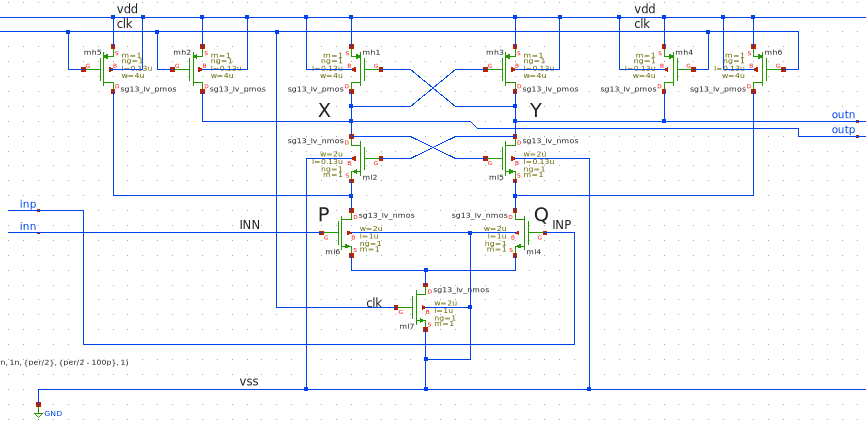 vdd
vdd
clk
clk
mh5
S
G
B
D
m=1
ng=1
l=0.13u
w=4u
sg13_lv_pmos
mh2
S
G
B
D
m=1
ng=1
l=0.13u
w=4u
sg13_lv_pmos
mh1
S
G
B
D
m=1
ng=1
l=0.13u
w=4u
sg13_lv_pmos
mh3
S
G
B
D
m=1
ng=1
l=0.13u
w=4u
sg13_lv_pmos
mh4
S
G
B
D
m=1
ng=1
l=0.13u
w=4u
sg13_lv_pmos
mh6
S
G
B
D
m=1
ng=1
l=0.13u
w=4u
sg13_lv_pmos
X
Y
outn
outp
sg13_lv_nmos
D
w=2u
l=0.13u
ng=1
m=1
B
G
S
ml2
sg13_lv_nmos
D
w=2u
l=0.13u
ng=1
m=1
B
G
S
ml5
inp
inn
INN
P
sg13_lv_nmos
D
w=2u
l=1u
ng=1
m=1
B
G
S
ml6
Q
INP
sg13_lv_nmos
D
w=2u
l=1u
ng=1
m=1
B
G
S
ml4
clk
sg13_lv_nmos
D
w=2u
l=1u
ng=1
m=1
B
G
S
ml7
n, 1n, {per/2}, {per/2 - 100p}, 1)
vss
GND